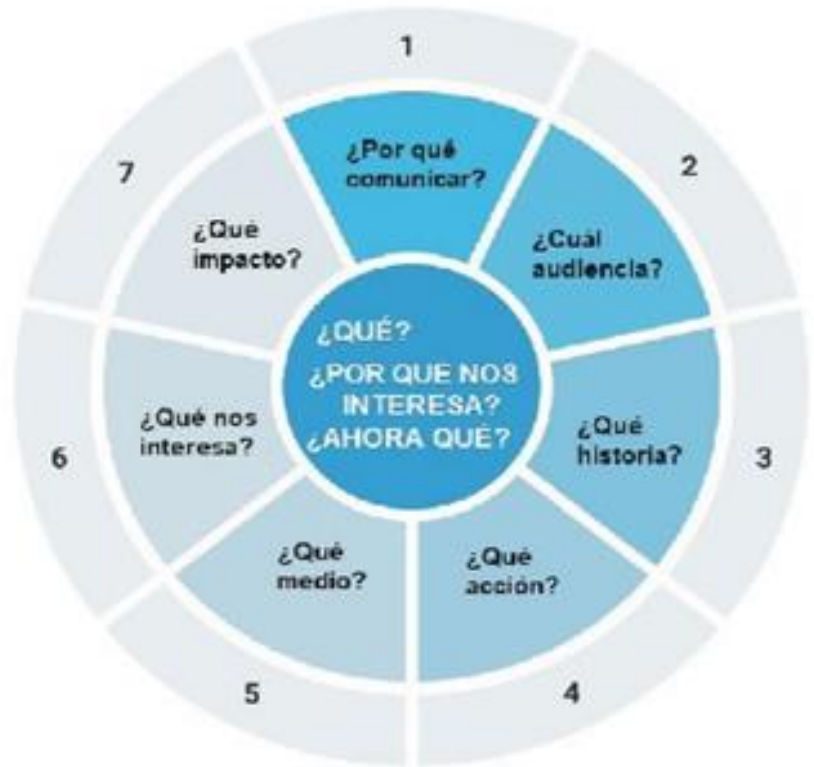 1
¿Por qué
comunicar?
2
¿Cuál
audiencia?
3
¿Qué
historia?
4
¿Qué
acción?
5
¿Qué
medio?
6
¿Qué nos
interesa?
7
¿Qué
impacto?
¿QUÉ?
¿POR QUE NOS
INTERESA?
¿AHORA QUÉ?